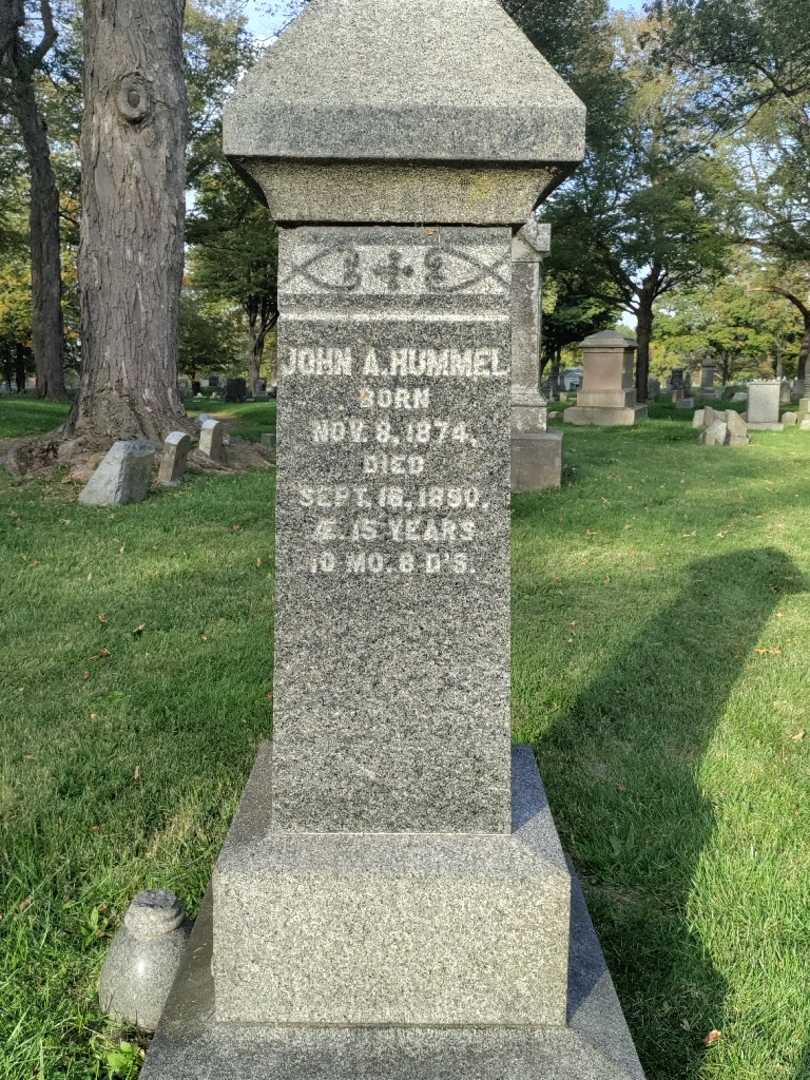 JOHN A. HUMMEL
BORN
NOV. 8, 1874,
DIED
SEPT. 16, 1890,
Æ. 15 YEARS
10 MO. 8 D'S.